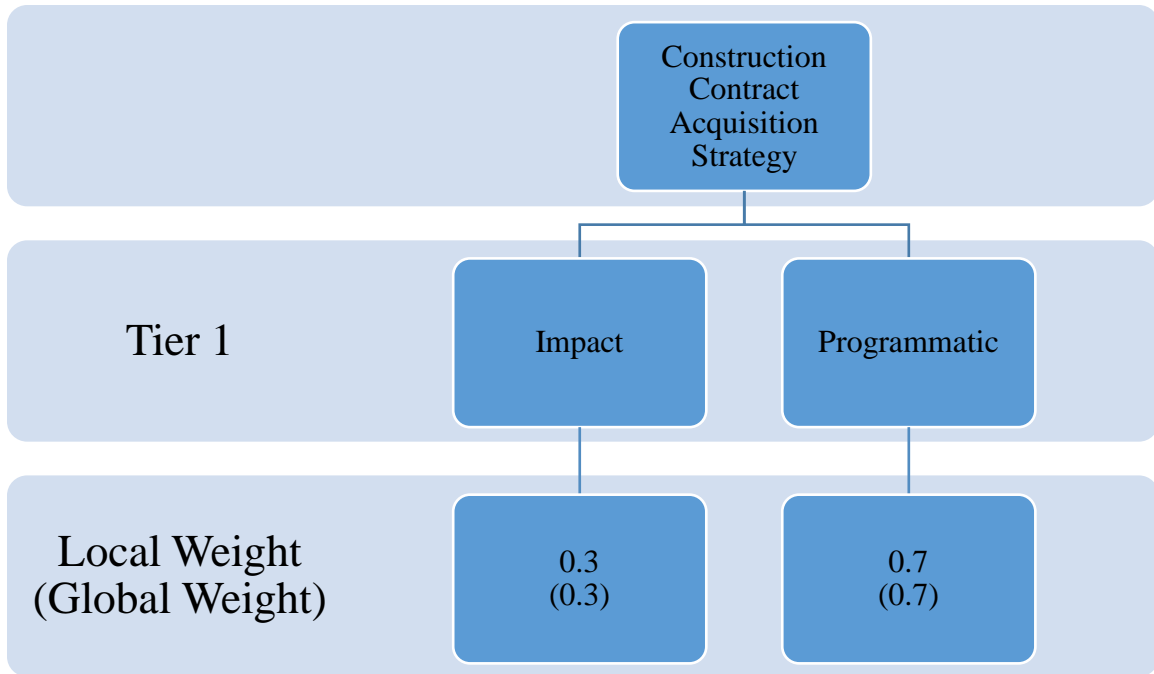 Construction
Contract
Acquisition
Strategy
Tier 1
Impact
Programmatic
Local Weight
(Global Weight)
0.3
(0.3)
0.7
(0.7)